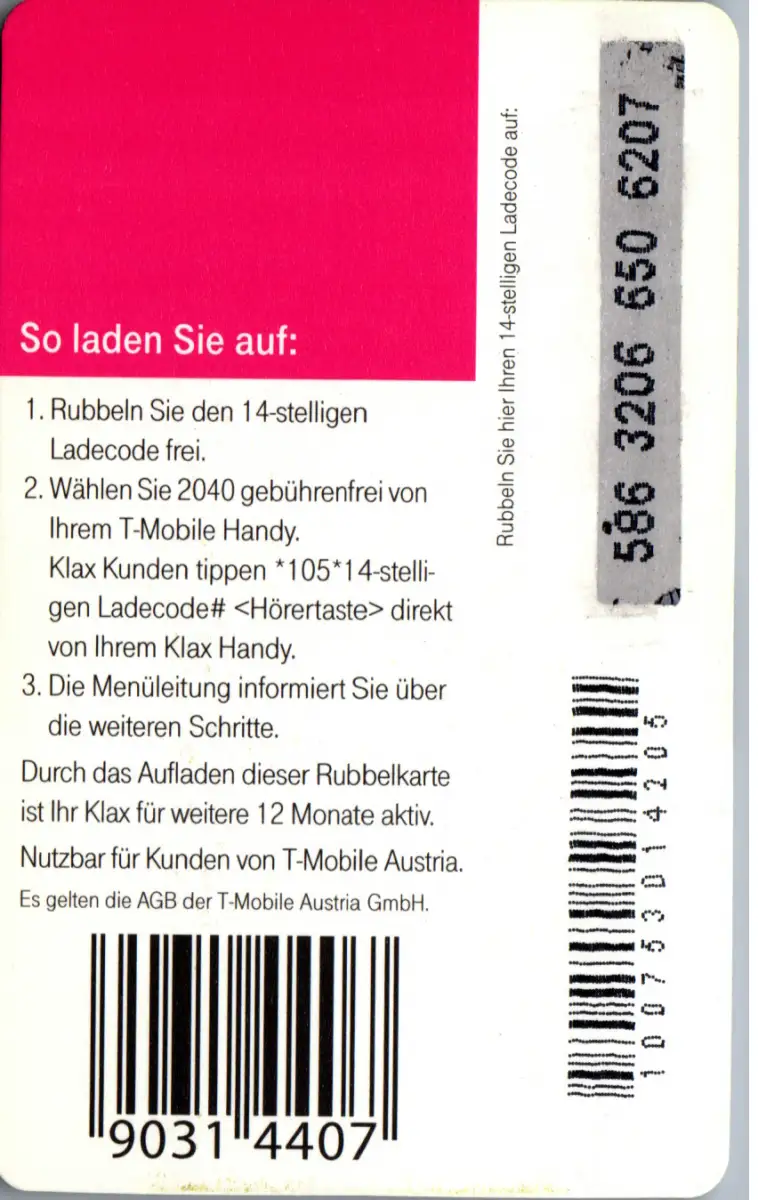 So laden Sie auf:
1. Rubbeln Sie den 14-stelligen
Ladecode frei.
2. Wählen Sie 2040 gebührenfrei von
Ihrem T-Mobile Handy.
Klax Kunden tippen *105*14-stelli-
gen Ladecode# <Hörertaste> direkt
von Ihrem Klax Handy.
3. Die Menüleitung informiert Sie über
die weiteren Schritte.
Durch das Aufladen dieser Rubbelkarte
ist Ihr Klax für weitere 12 Monate aktiv.
Nutzbar für Kunden von T-Mobile Austria.
Es gelten die AGB der T-Mobile Austria GmbH.
9031 4407
Rubbeln Sie hier Ihren 14-stelligen Ladecode auf:
586 3206 650 6207
100753014205